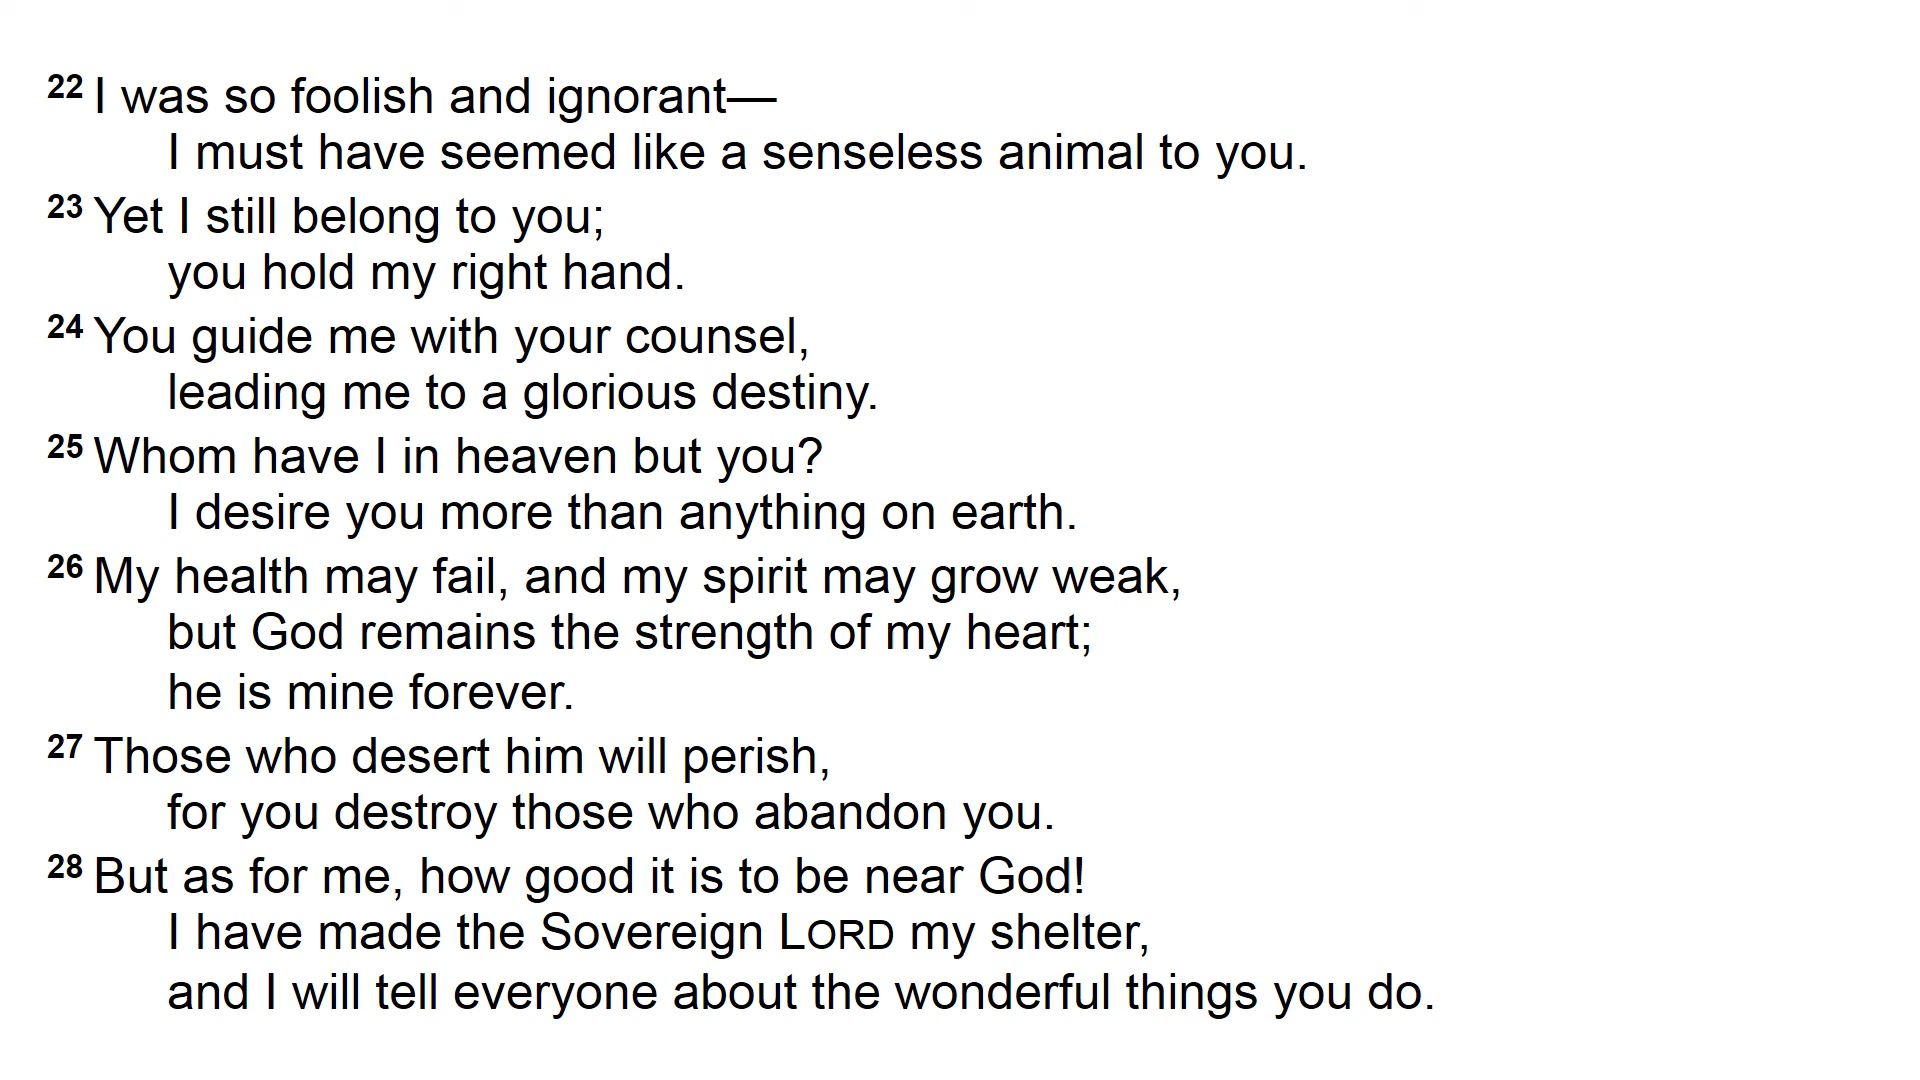 22 I was so foolish and ignorant—
I must have seemed like a senseless animal to you.
23 Yet I still belong to you;
you hold my right hand.
24 You guide me with your counsel,
leading me to a glorious destiny.
25 Whom have I in heaven but you?
I desire you more than anything on earth.
26 My health may fail, and my spirit may grow weak,
but God remains the strength of my heart;
he is mine forever.
27 Those who desert him will perish,
for you destroy those who abandon you.
28 But as for me, how good it is to be near God!
I have made the Sovereign LORD my shelter,
and I will tell everyone about the wonderful things you do.